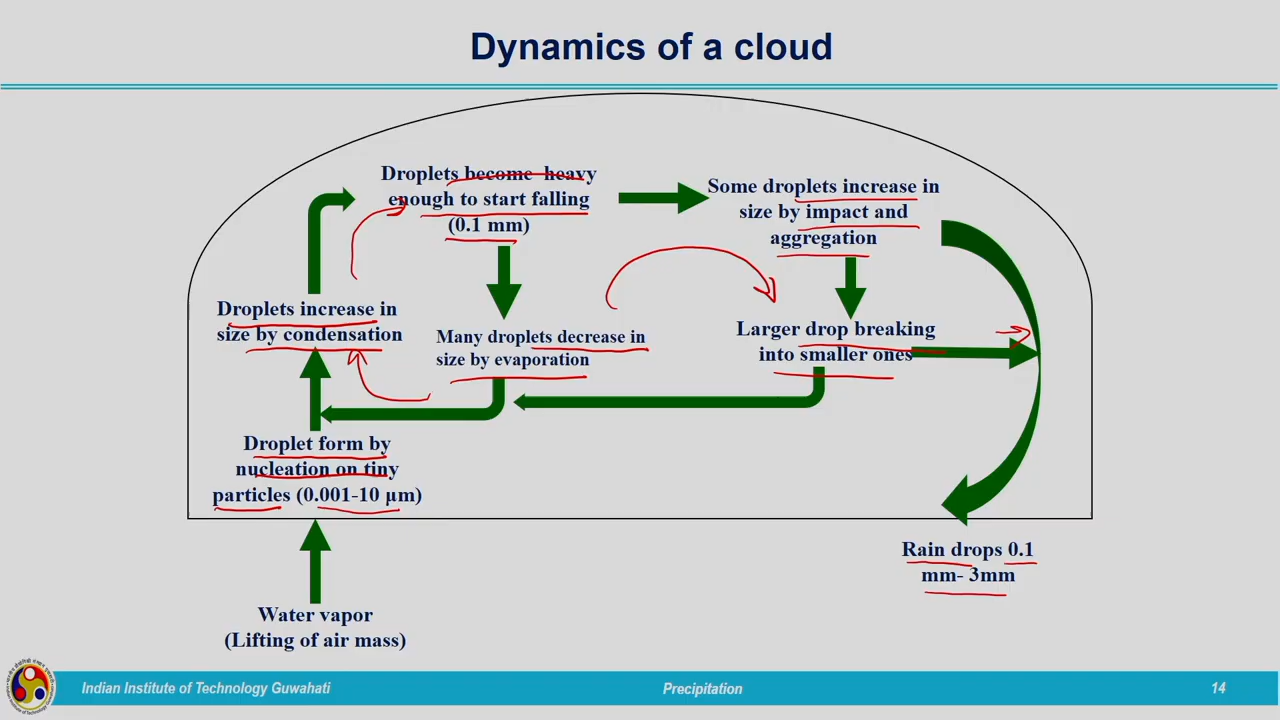 Dynamics of a cloud
Droplets become heavy
enough to start falling
(0.1 mm)
Some droplets increase in
size by impact and
aggregation
Droplets increase in
size by condensation
Many droplets decrease in
size by evaporation
Larger drop breaking
into smaller ones
Droplet form by
nucleation on tiny
particles (0.001-10 µm)
Rain drops 0.1
mm- 3mm
Water vapor
(Lifting of air mass)
Indian Institute of Technology Guwahati
Precipitation
14